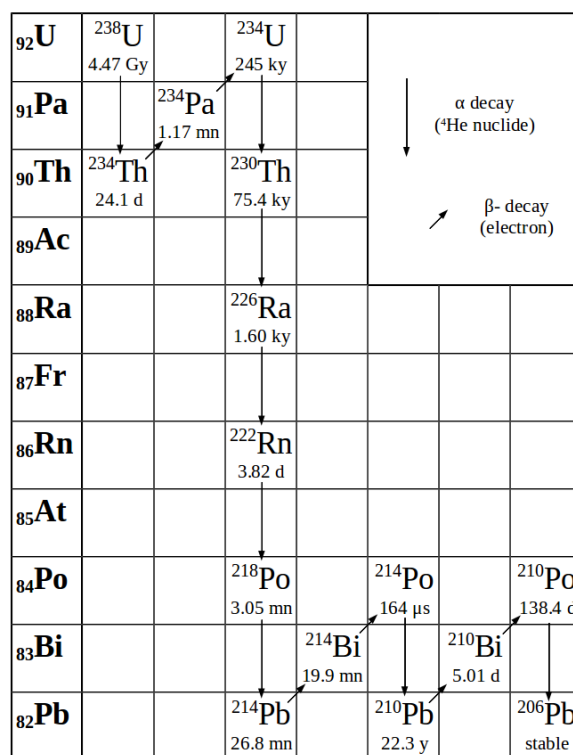 92U ²³⁸U ²³⁴U
4.47 Gy 245 ky
91Pa ²³⁴Pa
1.17 mn
90Th ²³⁴Th ²³⁰Th
24.1 d 75.4 ky
α decay
(⁴He nuclide)
β- decay
(electron)
89Ac
88Ra ²²⁶Ra
1.60 ky
87Fr
86Rn ²²²Rn
3.82 d
85At
84Po ²¹⁸Po ²¹⁴Po ²¹⁰Po
3.05 mn 164 μs 138.4 d
83Bi ²¹⁴Bi ²¹⁰Bi
19.9 mn 5.01 d
82Pb ²¹⁴Pb ²¹⁰Pb ²⁰⁶Pb
26.8 mn 22.3 y stable